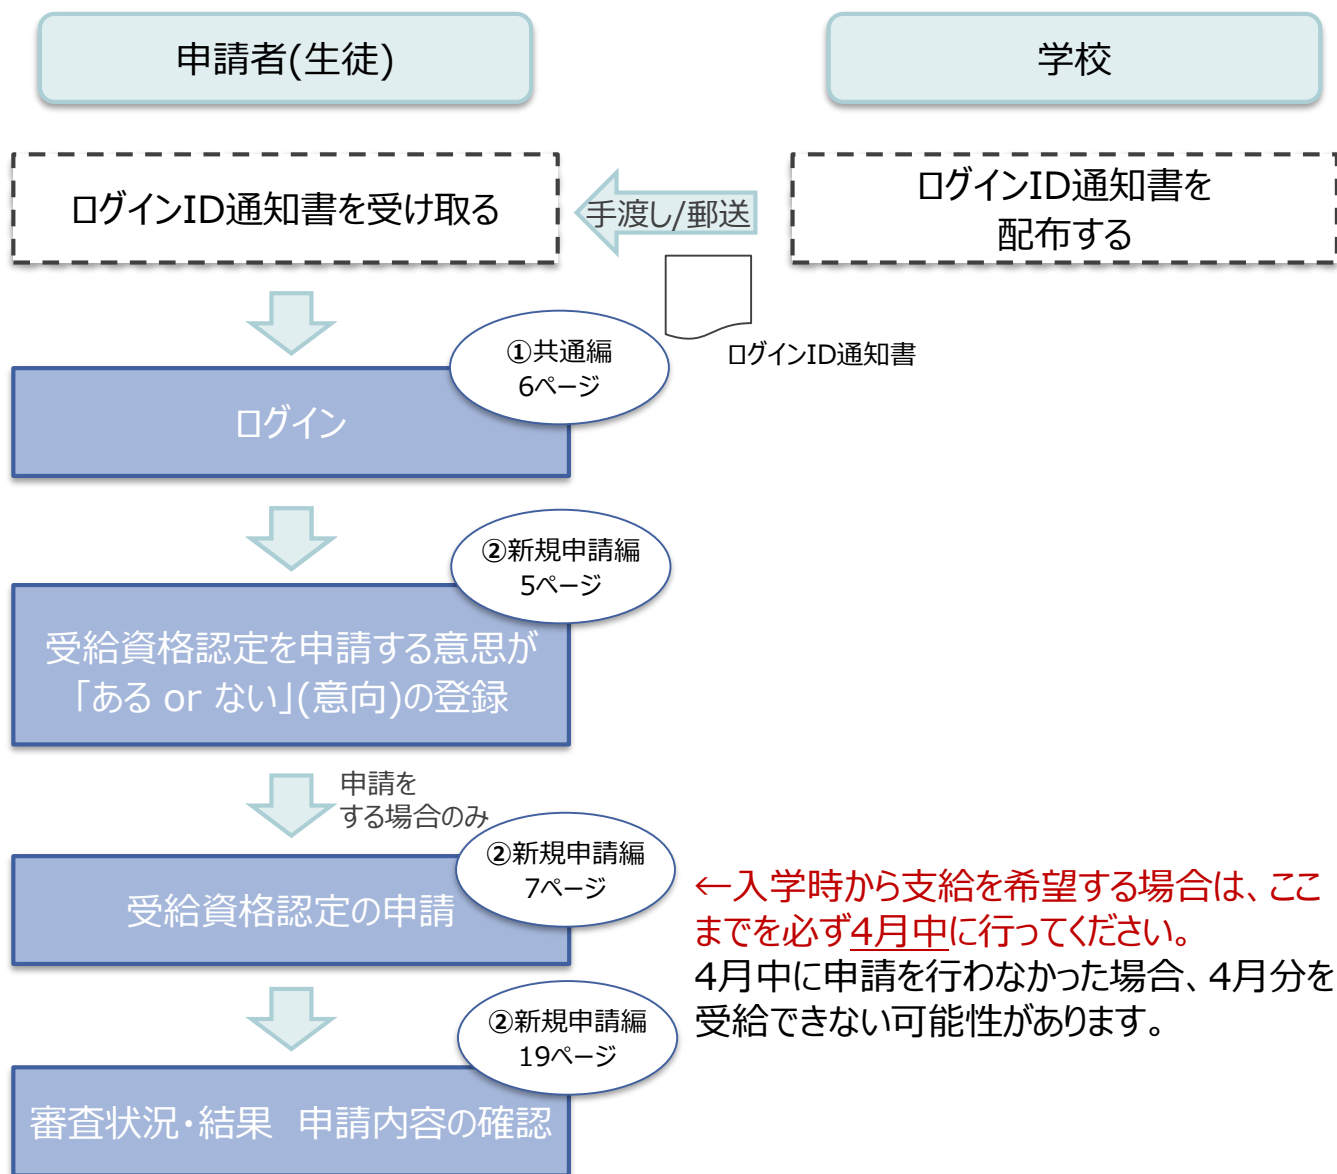 申請者(生徒)
学校
ログインID通知書を受け取る
手渡し/郵送
ログインID通知書を
配布する
ログインID通知書
①共通編
6ページ
ログイン
②新規申請編
5ページ
受給資格認定を申請する意思が
「ある or ない」(意向)の登録
申請を
する場合のみ
②新規申請編
7ページ
受給資格認定の申請
←入学時から支給を希望する場合は、ここ
までを必ず4月中に行ってください。
4月中に申請を行わなかった場合、4月分を
受給できない可能性があります。
②新規申請編
19ページ
審査状況・結果　申請内容の確認